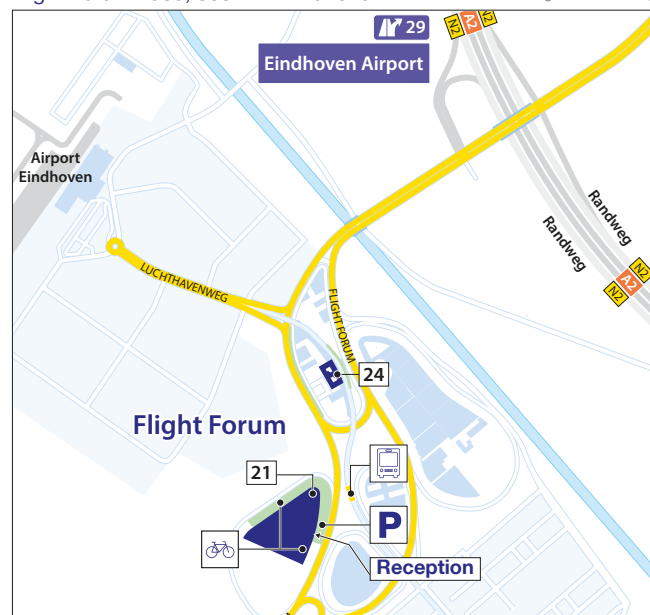 29
Eindhoven Airport
N2
A2
N2
Airport
Eindhoven
Randweg
Randweg
N2
A2
N2
LUCHTHAVENWEG
FLIGHT FORUM
24
Flight Forum
21
P
Reception